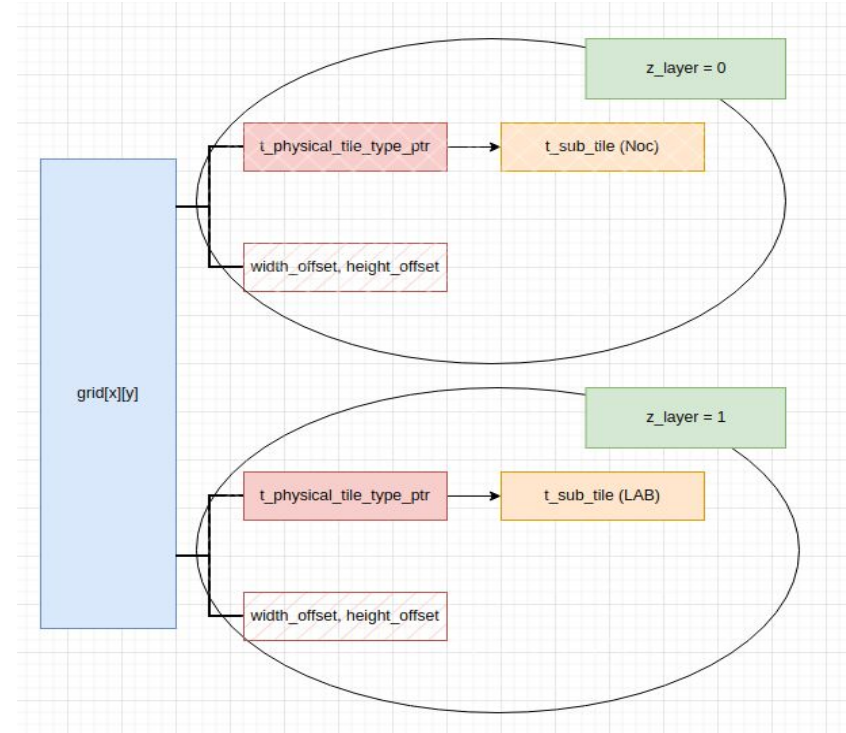 z_layer = 0
t_physical_tile_type_ptr
t_sub_tile (Noc)
width_offset, height_offset
grid[x][y]
z_layer = 1
t_physical_tile_type_ptr
t_sub_tile (LAB)
width_offset, height_offset